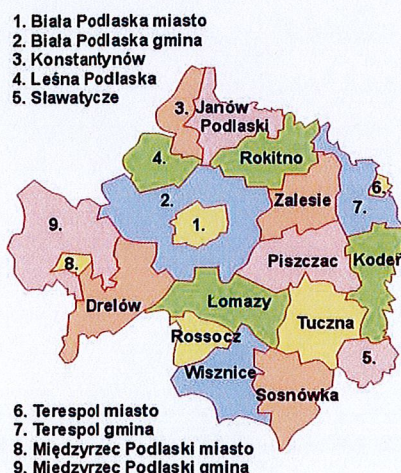 1. Biała Podlaska miasto
2. Biała Podlaska gmina
3. Konstantynów
4. Leśna Podlaska
5. Sławatycze
3. Janów
Podlaski
4.
Rokitno
6.
2.
Zalesie
7.
9.
1.
8.
Piszczac
Kodeń
Drelów
Łomazy
Tuczna
Rossocz
5.
Wisznice
Sosnówka
6. Terespol miasto
7. Terespol gmina
8. Międzyrzec Podlaski miasto
9. Międzyrzec Podlaski gmina